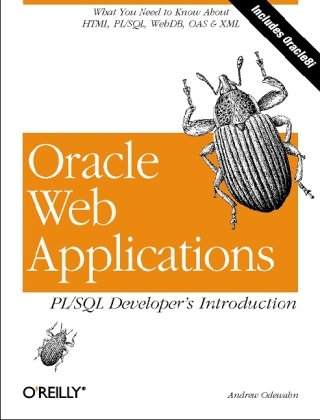 What You Need to Know About
HTML, PL/SQL, WebDB, OAS & XML
Includes Oracle8i
Oracle
Web
Applications
PL/SQL Developer's Introduction
O'REILLY®
Andrew Odewahn